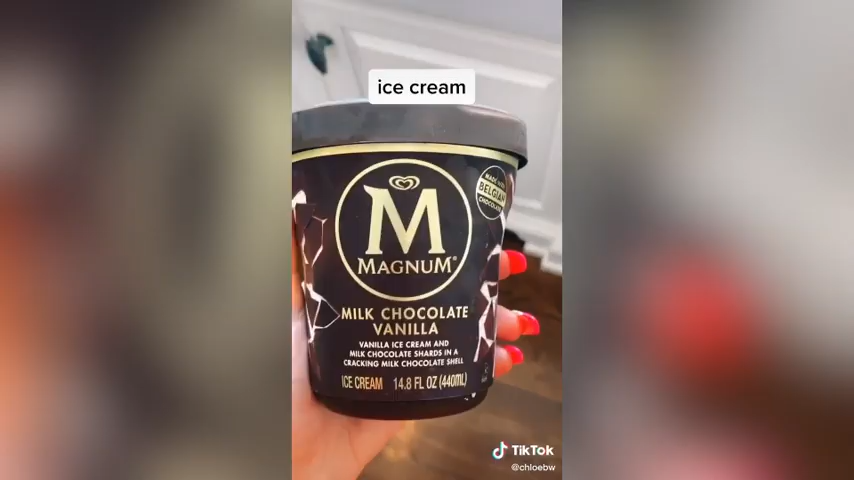 ice cream
MADE WITH
BELGIAN
CHOCOLATE
M
MAGNUM®
MILK CHOCOLATE
VANILLA
VANILLA ICE CREAM AND
MILK CHOCOLATE SHARDS IN A
CRACKING MILK CHOCOLATE SHELL
ICE CREAM 14.8 FL OZ (440mL)
TikTok
@chloebw